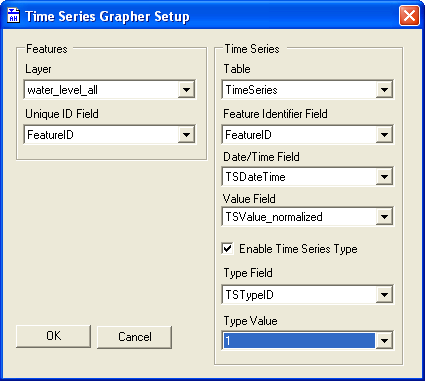 Time Series Grapher Setup
Features
Layer
water_level_all
Unique ID Field
FeatureID
Time Series
Table
TimeSeries
Feature Identifier Field
FeatureID
Date/Time Field
TSDateTime
Value Field
TSValue_normalized
Enable Time Series Type
Type Field
TSTypeID
Type Value
1
OK
Cancel